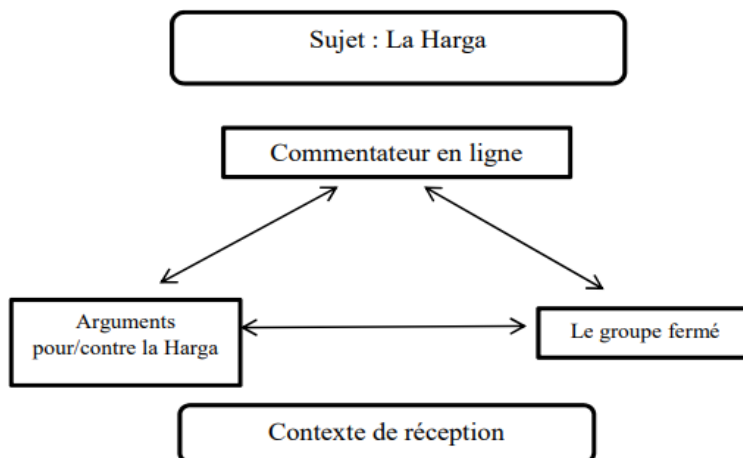 Sujet : La Harga
Commentateur en ligne
Arguments
pour/contre la Harga
Le groupe fermé
Contexte de réception